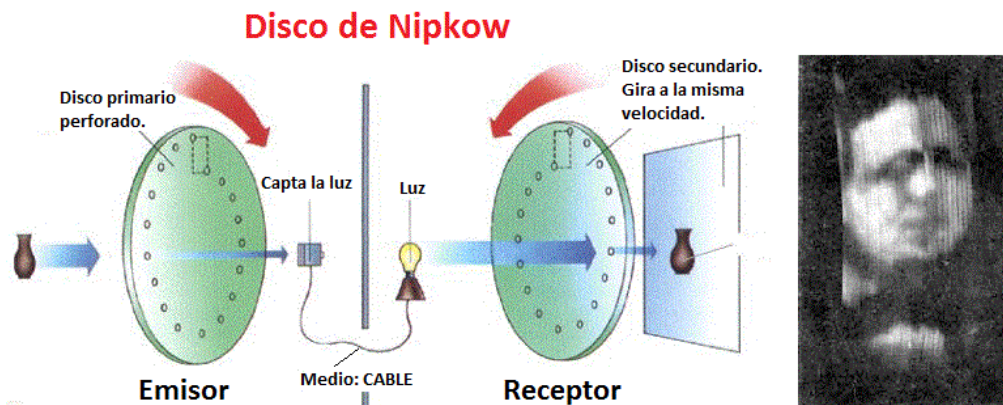 Disco de Nipkow
Disco primario
perforado.
Capta la luz
Luz
Disco secundario.
Gira a la misma
velocidad.
Medio: CABLE
Emisor
Receptor